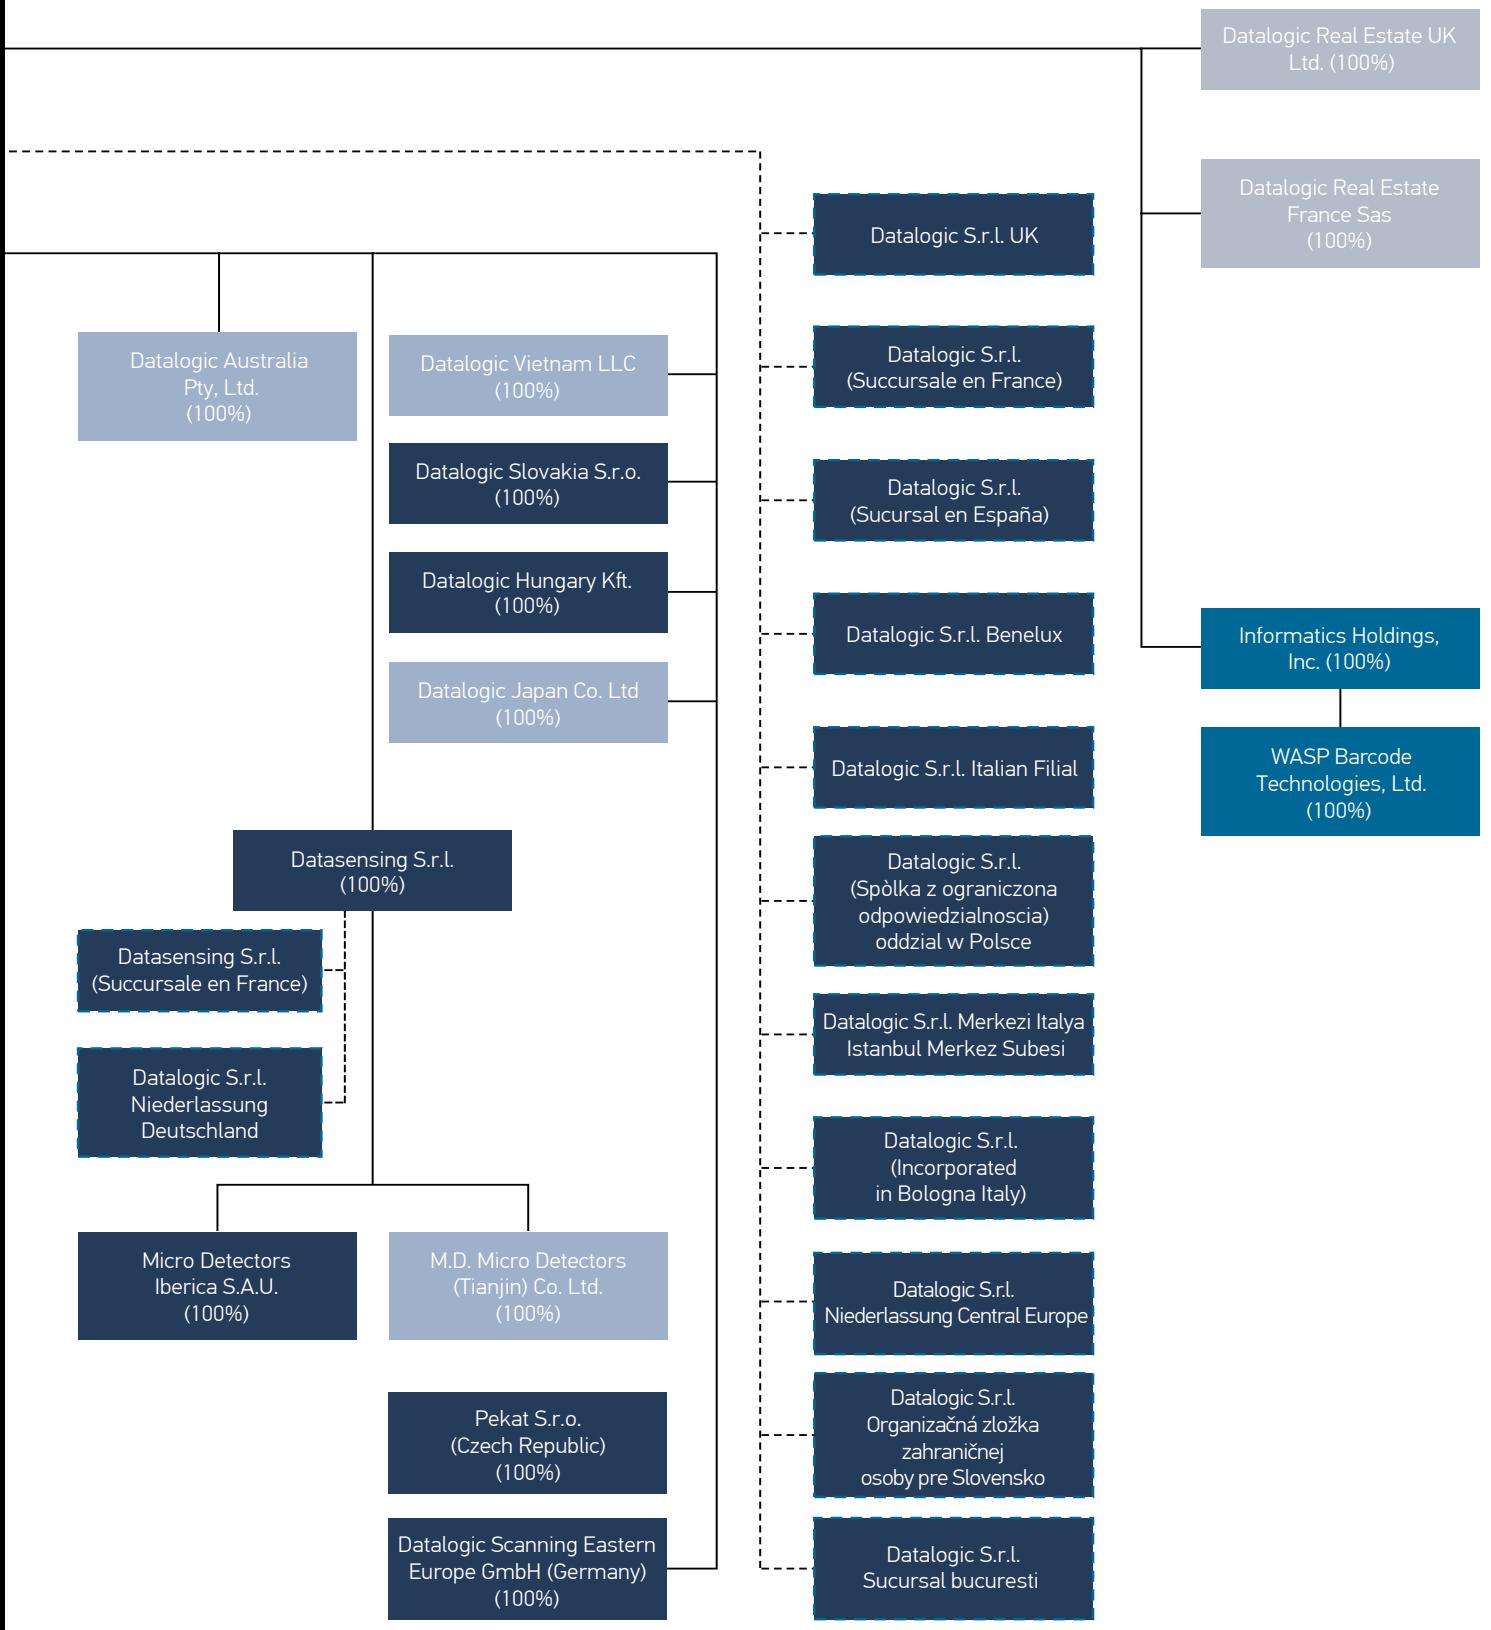 Datalogic Real Estate UK
Ltd. (100%)
Datalogic Real Estate
France Sas
(100%)
Datalogic S.r.l. UK
Datalogic Australia
Pty, Ltd.
(100%)
Datalogic Vietnam LLC
(100%)
Datalogic S.r.l.
(Succursale en France)
Datalogic Slovakia S.r.o.
(100%)
Datalogic S.r.l.
(Sucursal en España)
Datalogic Hungary Kft.
(100%)
Datalogic S.r.l. Benelux
Informatics Holdings,
Inc. (100%)
Datalogic Japan Co. Ltd
(100%)
Datalogic S.r.l. Italian Filial
WASP Barcode
Technologies, Ltd.
(100%)
Datasensing S.r.l.
(100%)
Datalogic S.r.l.
(Spòlka z ograniczona
odpowiedzialnoscia)
oddzial w Polsce
Datasensing S.r.l.
(Succursale en France)
Datalogic S.r.l. Merkezi Italya
Istanbul Merkez Subesi
Datalogic S.r.l.
Niederlassung
Deutschland
Datalogic S.r.l.
(Incorporated
in Bologna Italy)
Micro Detectors
Iberica S.A.U.
(100%)
M.D. Micro Detectors
(Tianjin) Co. Ltd.
(100%)
Datalogic S.r.l.
Niederlassung Central Europe
Pekat S.r.o.
(Czech Republic)
(100%)
Datalogic S.r.l.
Organizačná zložka
zahraničnej
osoby pre Slovensko
Datalogic Scanning Eastern
Europe GmbH (Germany)
(100%)
Datalogic S.r.l.
Sucursal bucuresti